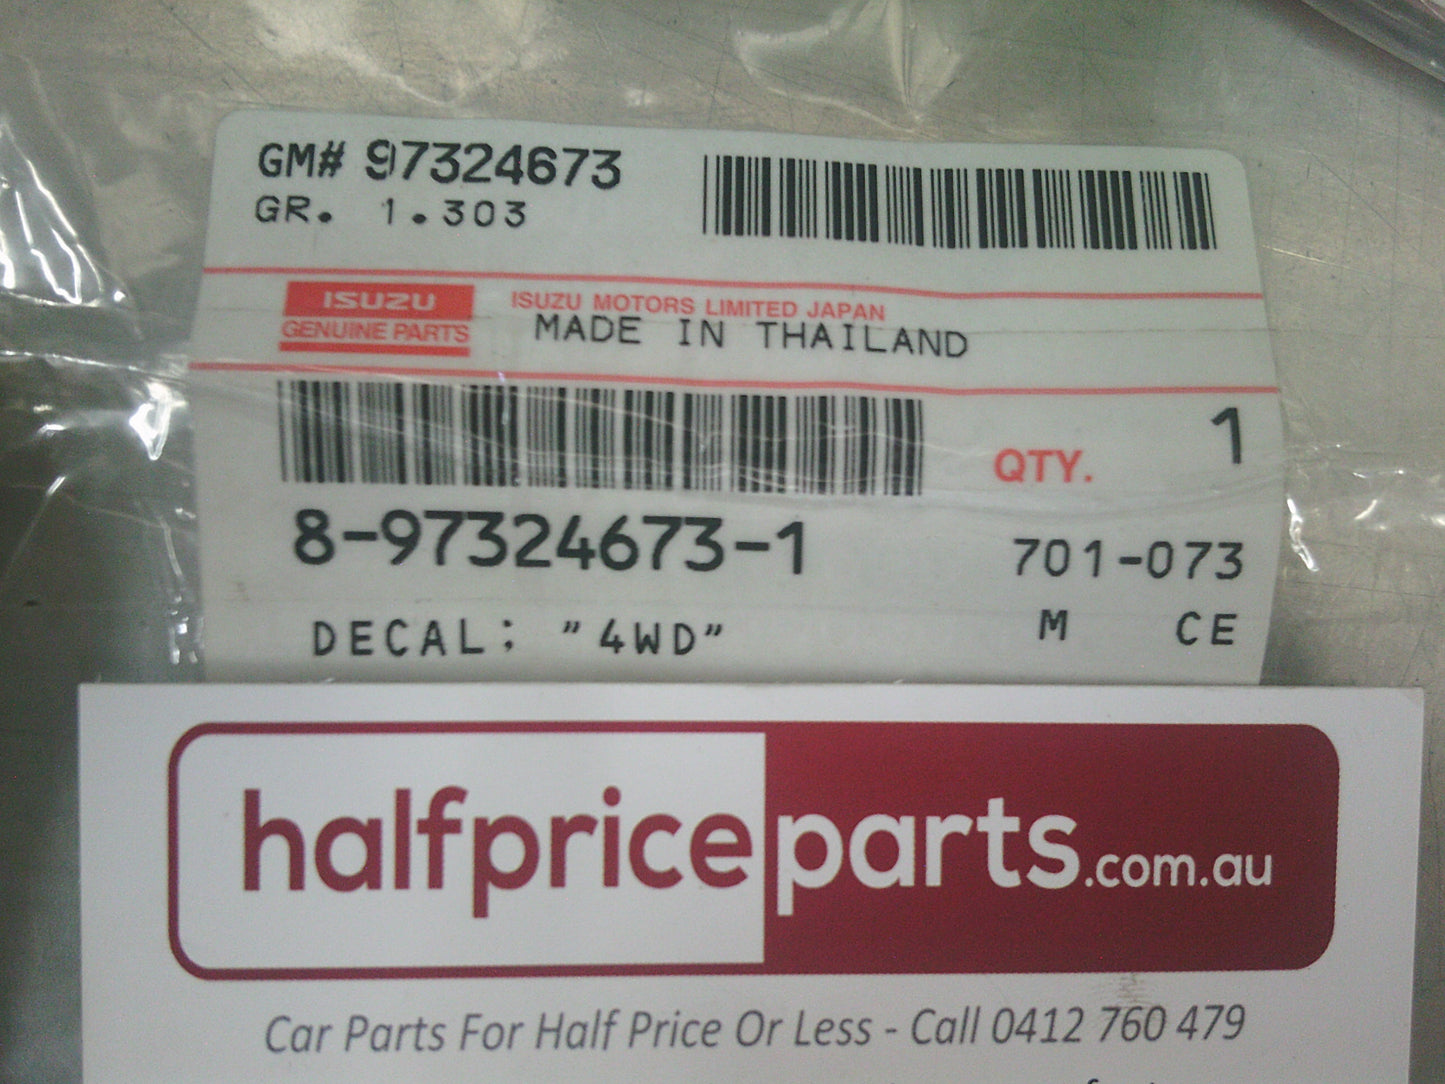 GM# 97324673
GR. 1.303
ISUZU
GENUINE PARTS
ISUZU MOTORS LIMITED JAPAN
MADE IN THAILAND
QTY. 1
8-97324673-1
701-073
DECAL; "4WD"
M CE
halfpriceparts.com.au
Car Parts For Half Price Or Less - Call 0412 760 479